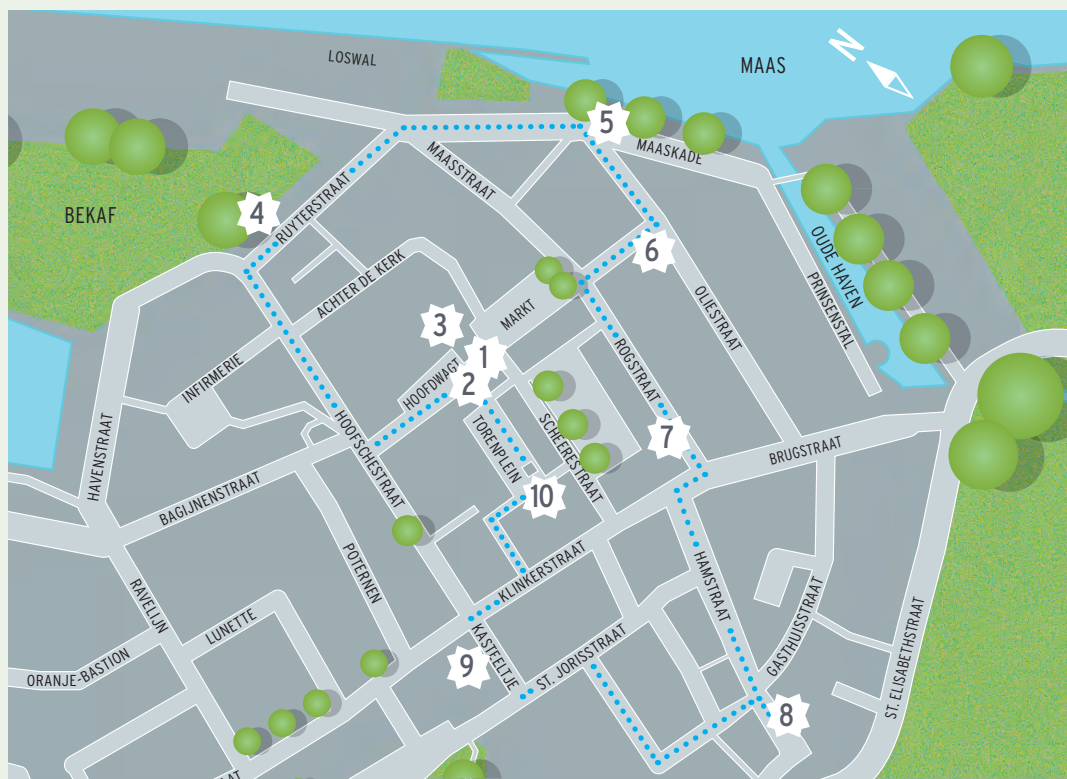 LOSWAL
MAAS
N
5
MAASKADE
MAASSTRAAT
RUYTERSTRAAT
4
BEKAF
6
OUDE HAVEN
PRINSENSTAL
OLIESTRAAT
ACHTER DE KERK
3
MARKT
1
2
HOOFDWAGT
INFIRMERIE
ROGSTRAAT
7
HAVENSTRAAT
HOOFSCHESTRAAT
TORENPLEIN
SCHEERESTRAAT
BRUGSTRAAT
BAGIJNENSTRAAT
10
POTERNEN
KLINKERSTRAAT
HAMSTRAAT
GASTHUISSTRAAT
ST. ELISABETHSTRAAT
RAVELIJN
LUNETTE
ORANJE-BASTION
KASTEELTJE
9
ST. JORISSTRAAT
8
AAT